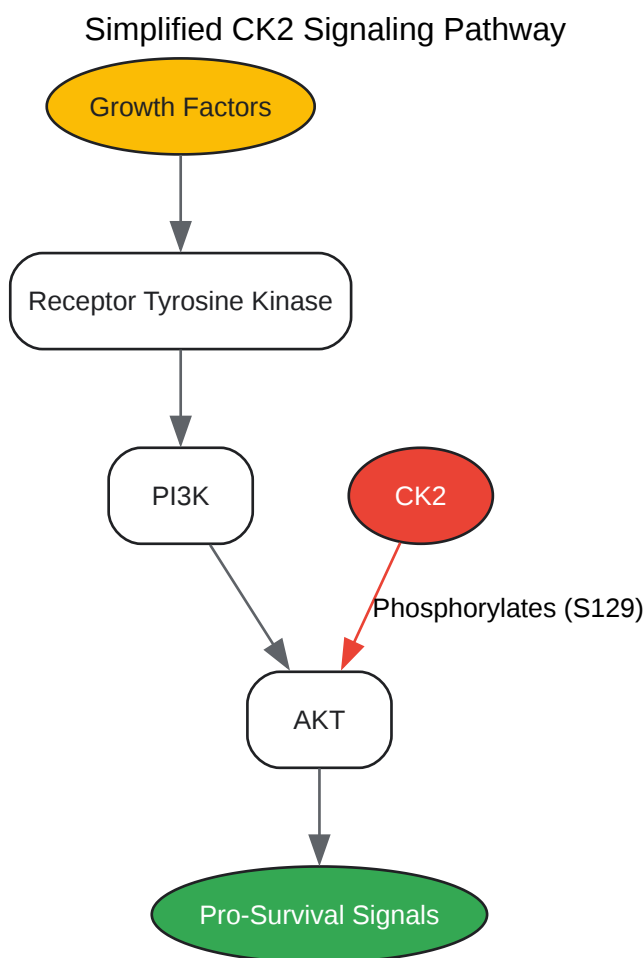 Simplified CK2 Signaling Pathway
Growth Factors
Receptor Tyrosine Kinase
PI3K
CK2
Phosphorylates (S129)
AKT
Pro-Survival Signals